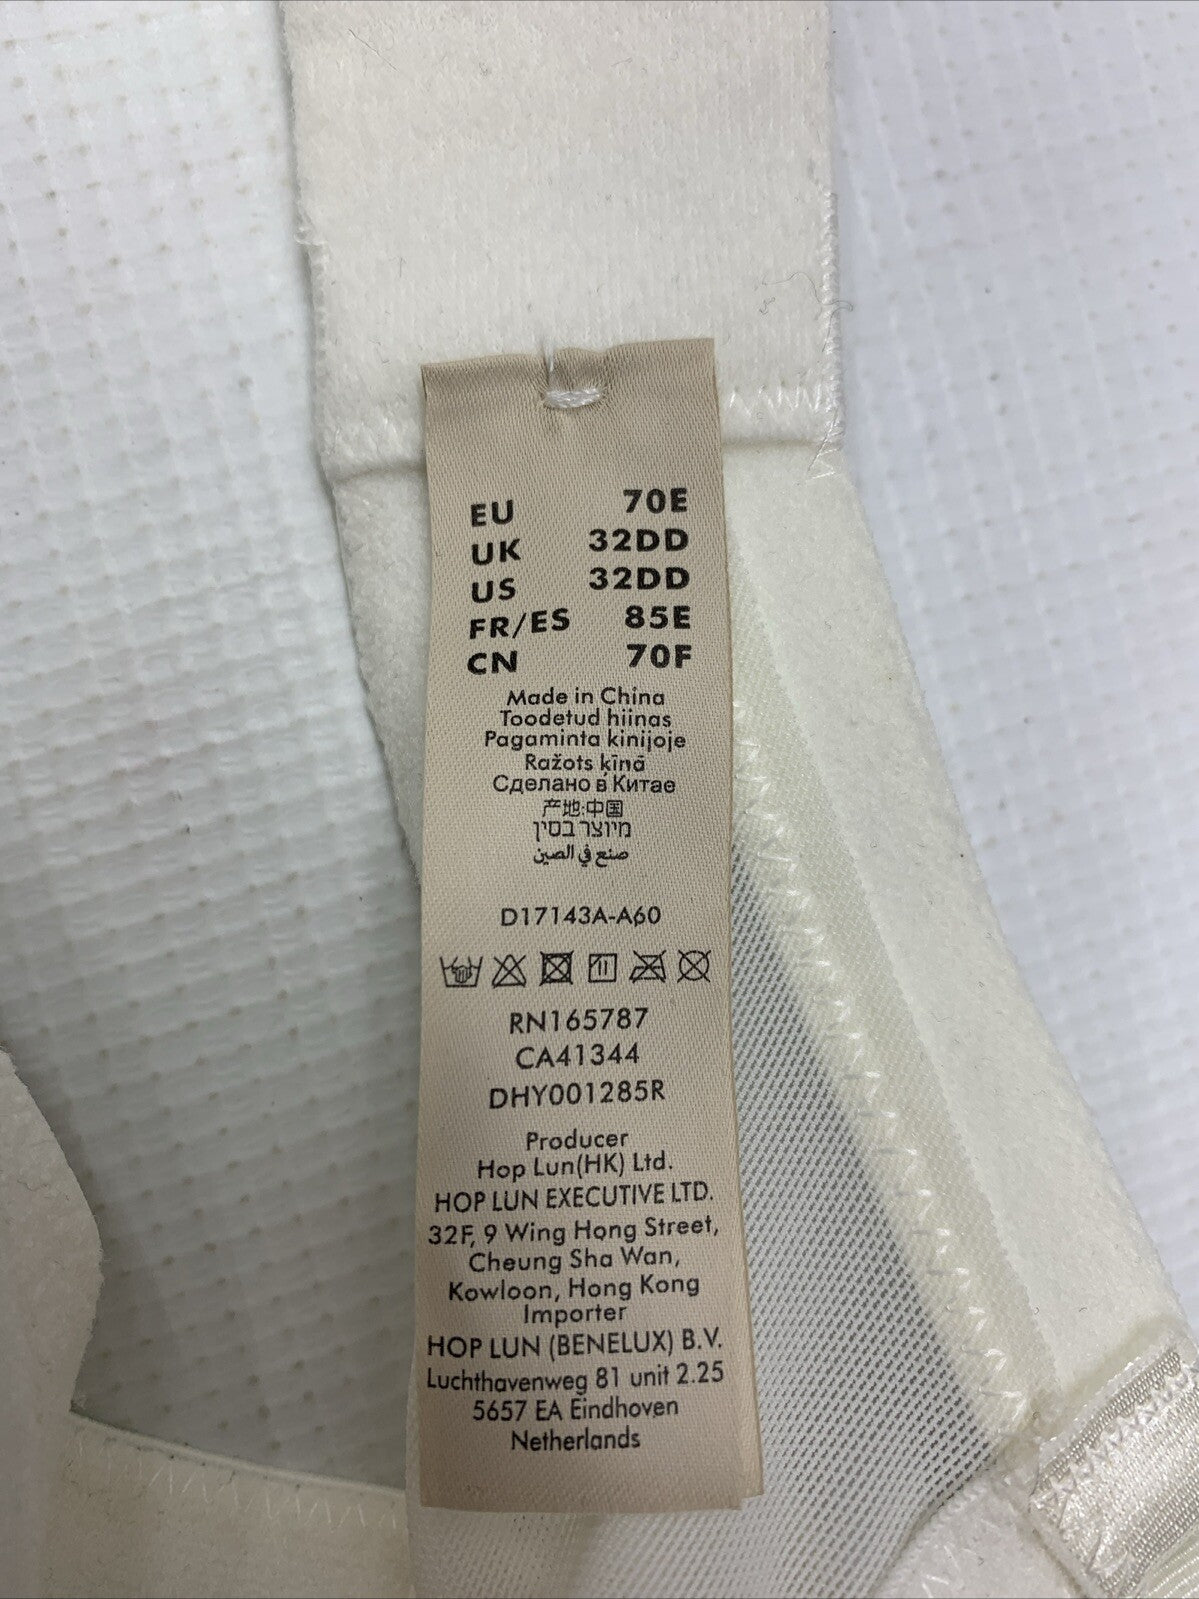 EU 70E
UK 32DD
US 32DD
FR/ES 85E
CN 70F
Made in China
Toodetud hiinas
Pagaminta kinijoje
Ražots ķīnā
Сделано в Китае
产地:中国
מיוצר בסין
صنع في الصين
D17143A-A60
RN165787
CA41344
DHY001285R
Producer
Hop Lun(HK) Ltd.
HOP LUN EXECUTIVE LTD.
32F, 9 Wing Hong Street,
Cheung Sha Wan,
Kowloon, Hong Kong
Importer
HOP LUN (BENELUX) B.V.
Luchthavenweg 81 unit 2.25
5657 EA Eindhoven
Netherlands